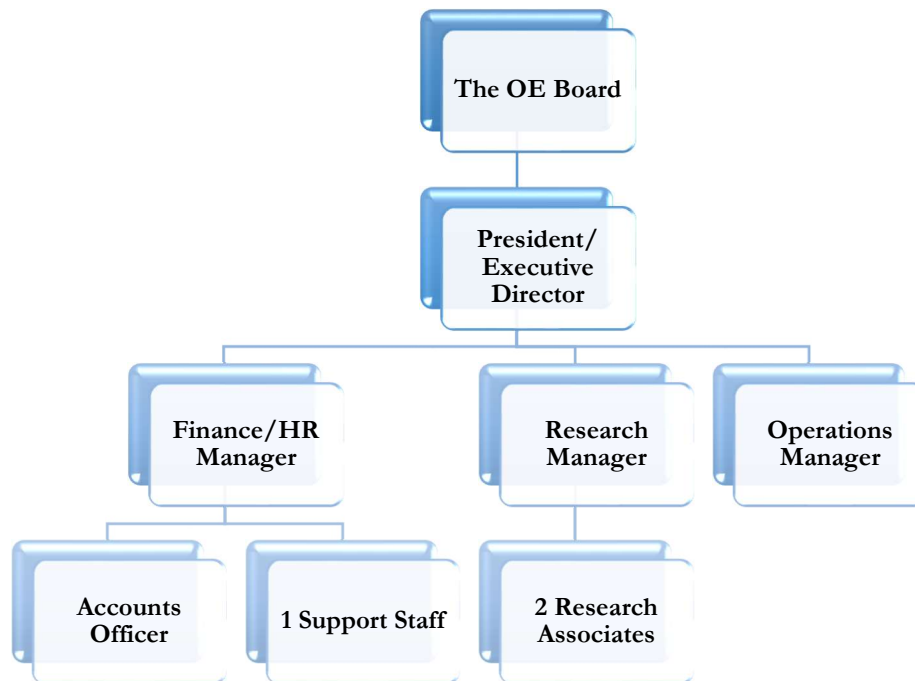 The OE Board
President/
Executive
Director
Finance/HR
Manager
Research
Manager
Operations
Manager
Accounts
Officer
1 Support Staff
2 Research
Associates